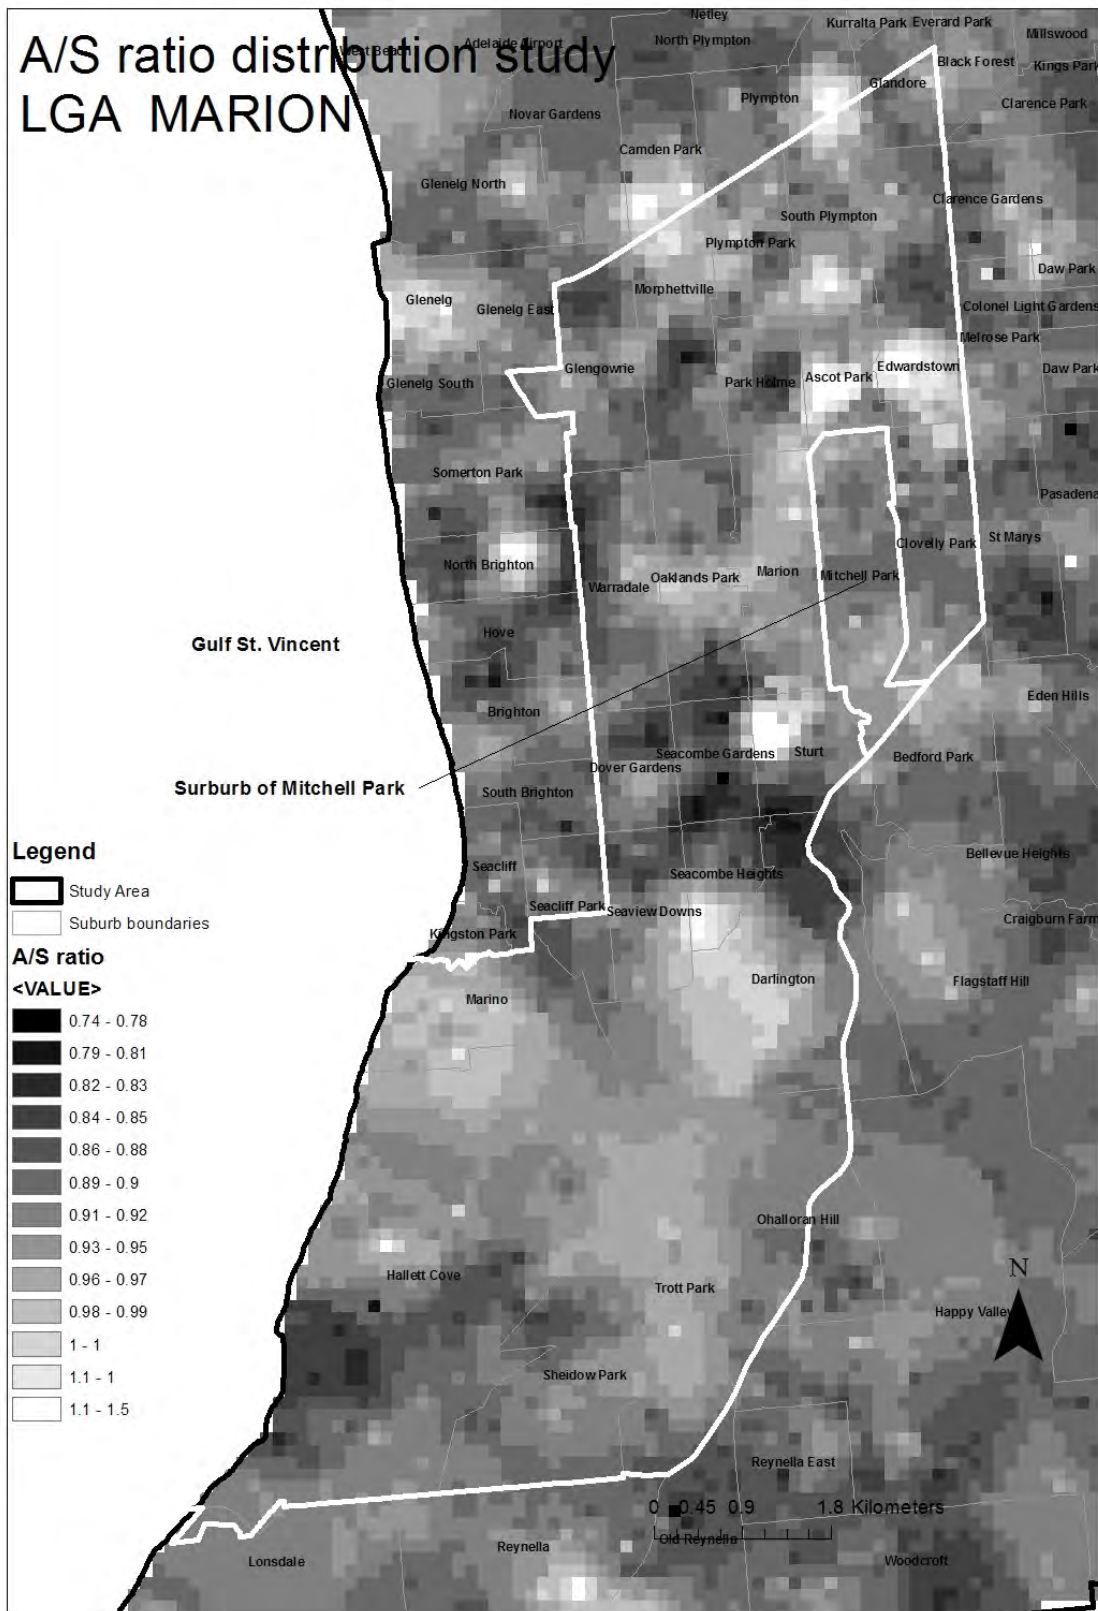 A/S ratio distribution study
LGA MARION
Netley
Kurralta Park
Everard Park
Millswood
West Beach
Adelaide Airport
North Plympton
Black Forest
Kings Park
Glandore
Plympton
Clarence Park
Novar Gardens
Camden Park
Glenelg North
Clarence Gardens
South Plympton
Plympton Park
Daw Park
Morphettville
Glenelg
Glenelg East
Colonel Light Gardens
Melrose Park
Glengowrie
Edwardstown
Daw Park
Glenelg South
Park Holme
Ascot Park
Somerton Park
Pasadena
Clovelly Park
St Marys
North Brighton
Warradale
Oaklands Park
Marion
Mitchell Park
Hove
Gulf St. Vincent
Eden Hills
Brighton
Seacombe Gardens
Sturt
Bedford Park
Dover Gardens
Surburb of Mitchell Park
South Brighton
Bellevue Heights
Seacliff
Seacombe Heights
Seacliff Park
Seaview Downs
Craigburn Farm
Kingston Park
Darlington
Flagstaff Hill
Marino
Ohalloran Hill
Hallett Cove
Trott Park
Happy Valley
Sheidow Park
Reynella East
Old Reynella
Reynella
Lonsdale
Woodcroft
Legend
Study Area
Suburb boundaries
A/S ratio
<VALUE>
0.74 - 0.78
0.79 - 0.81
0.82 - 0.83
0.84 - 0.85
0.86 - 0.88
0.89 - 0.9
0.91 - 0.92
0.93 - 0.95
0.96 - 0.97
0.98 - 0.99
1 - 1
1.1 - 1
1.1 - 1.5
N
0 0.45 0.9 1.8 Kilometers